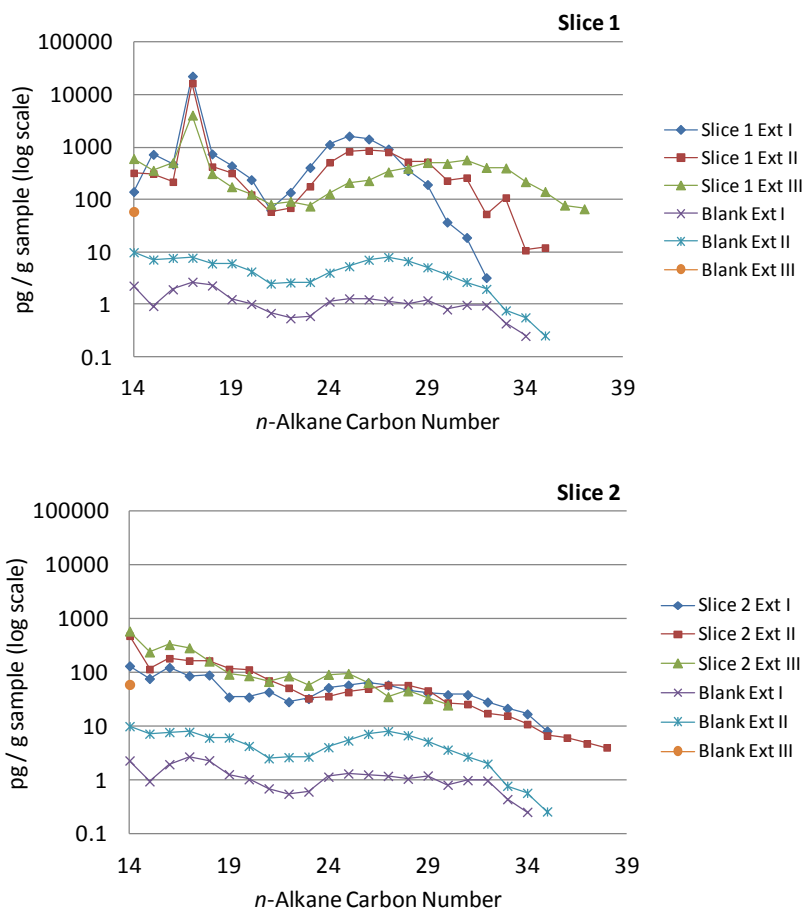 Slice 1
100000
10000
1000
100
10
1
0.1
pg / g sample (log scale)
14 19 24 29 34 39
n-Alkane Carbon Number
Slice 1 Ext I
Slice 1 Ext II
Slice 1 Ext III
Blank Ext I
Blank Ext II
Blank Ext III
Slice 2
100000
10000
1000
100
10
1
0.1
pg / g sample (log scale)
14 19 24 29 34 39
n-Alkane Carbon Number
Slice 2 Ext I
Slice 2 Ext II
Slice 2 Ext III
Blank Ext I
Blank Ext II
Blank Ext III